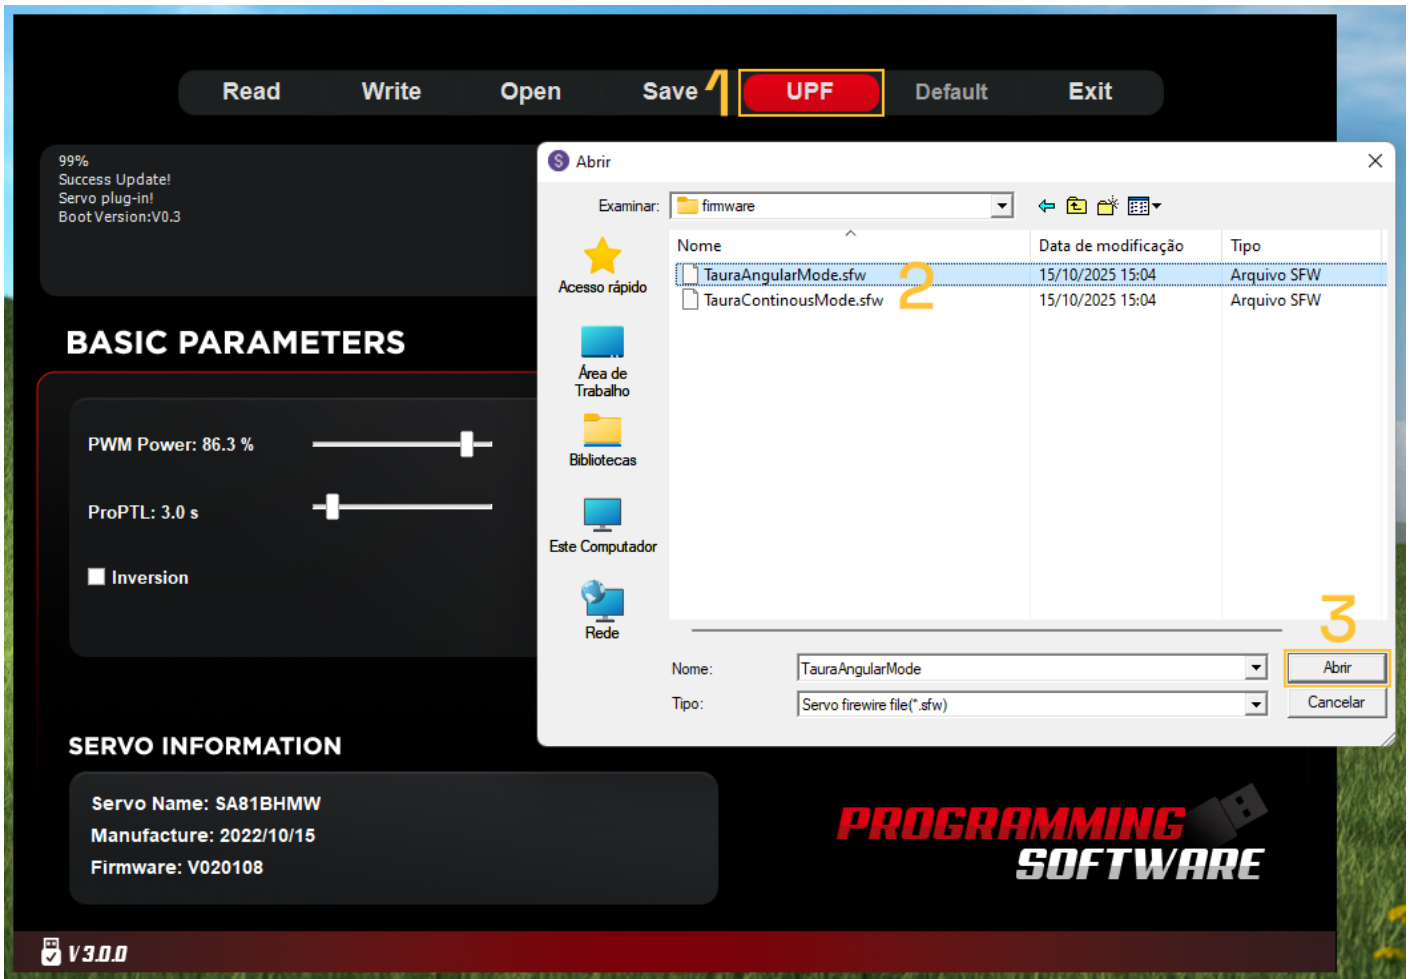 Read Write Open Save 1 UPF Default Exit
99%
Success Update!
Servo plug-in!
Boot Version:V0.3
BASIC PARAMETERS
PWM Power: 86.3 %
ProPTL: 3.0 s
Inversion
S Abrir
Examinar: firmware
Acesso rápido
Área de
Trabalho
Bibliotecas
Este Computador
Rede
Nome Data de modificação Tipo
TauraAngularMode.sfw 15/10/2025 15:04 Arquivo SFW
2
TauraContinousMode.sfw 15/10/2025 15:04 Arquivo SFW
3
Nome: TauraAngularMode Abrir
Tipo: Servo firewire file(*.sfw) Cancelar
SERVO INFORMATION
Servo Name: SA81BHMW
Manufacture: 2022/10/15
Firmware: V020108
PROGRAMMING
SOFTWARE
V 3.0.0